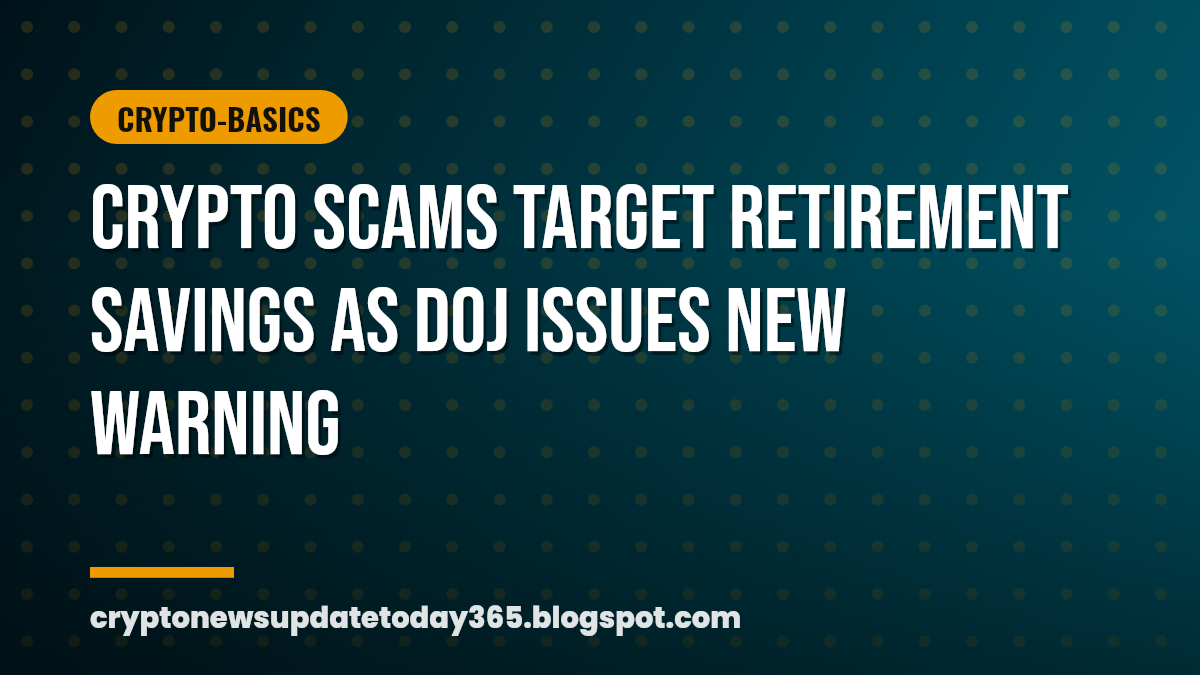 CRYPTO-BASICS
CRYPTO SCAMS TARGET RETIREMENT
SAVINGS AS DOJ ISSUES NEW
WARNING
cryptonewsupdatetoday365.blogspot.com